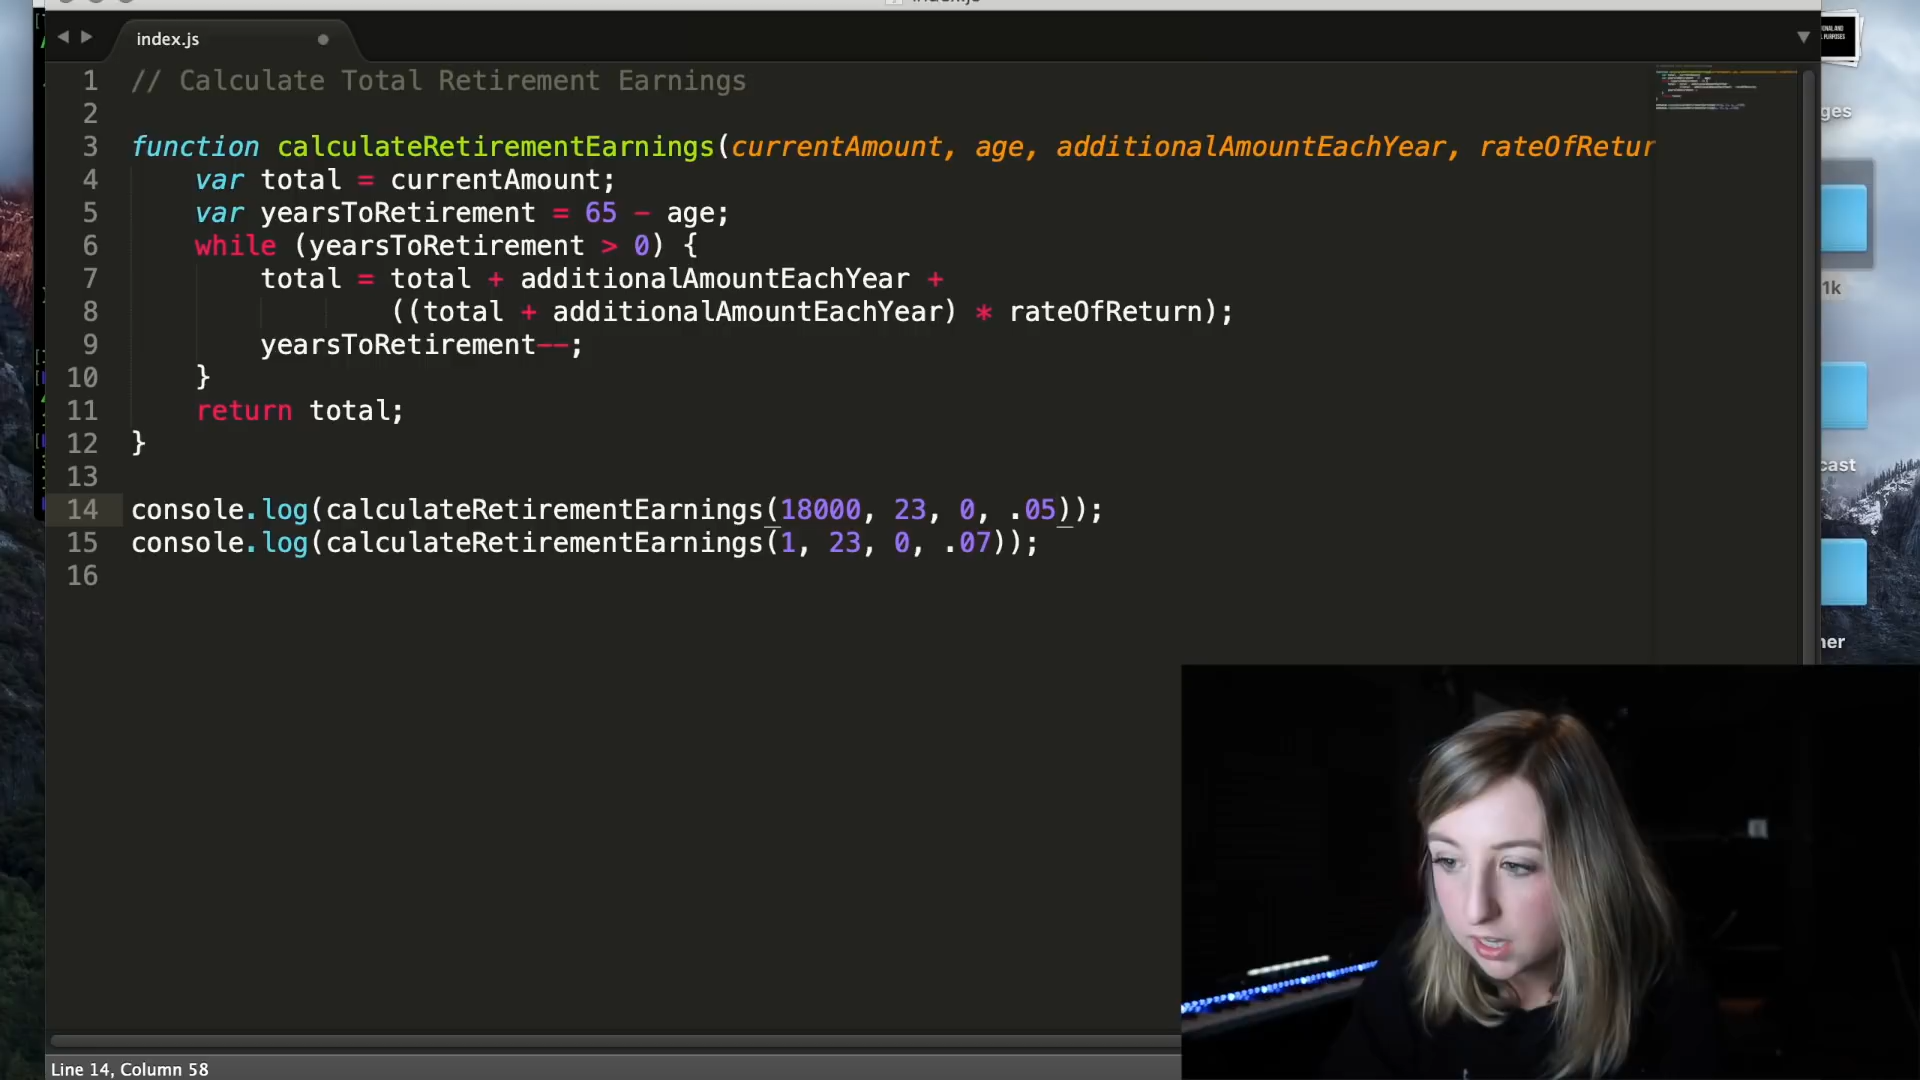 index.js
1 // Calculate Total Retirement Earnings
2
3 function calculateRetirementEarnings(currentAmount, age, additionalAmountEachYear, rateOfRetur
4 var total = currentAmount;
5 var yearsToRetirement = 65 - age;
6 while (yearsToRetirement > 0) {
7 total = total + additionalAmountEachYear +
8 ((total + additionalAmountEachYear) * rateOfReturn);
9 yearsToRetirement--;
10 }
11 return total;
12 }
13
14 console.log(calculateRetirementEarnings(18000, 23, 0, .05));
15 console.log(calculateRetirementEarnings(1, 23, 0, .07));
16
Line 14, Column 58
ges
1k
cast
her